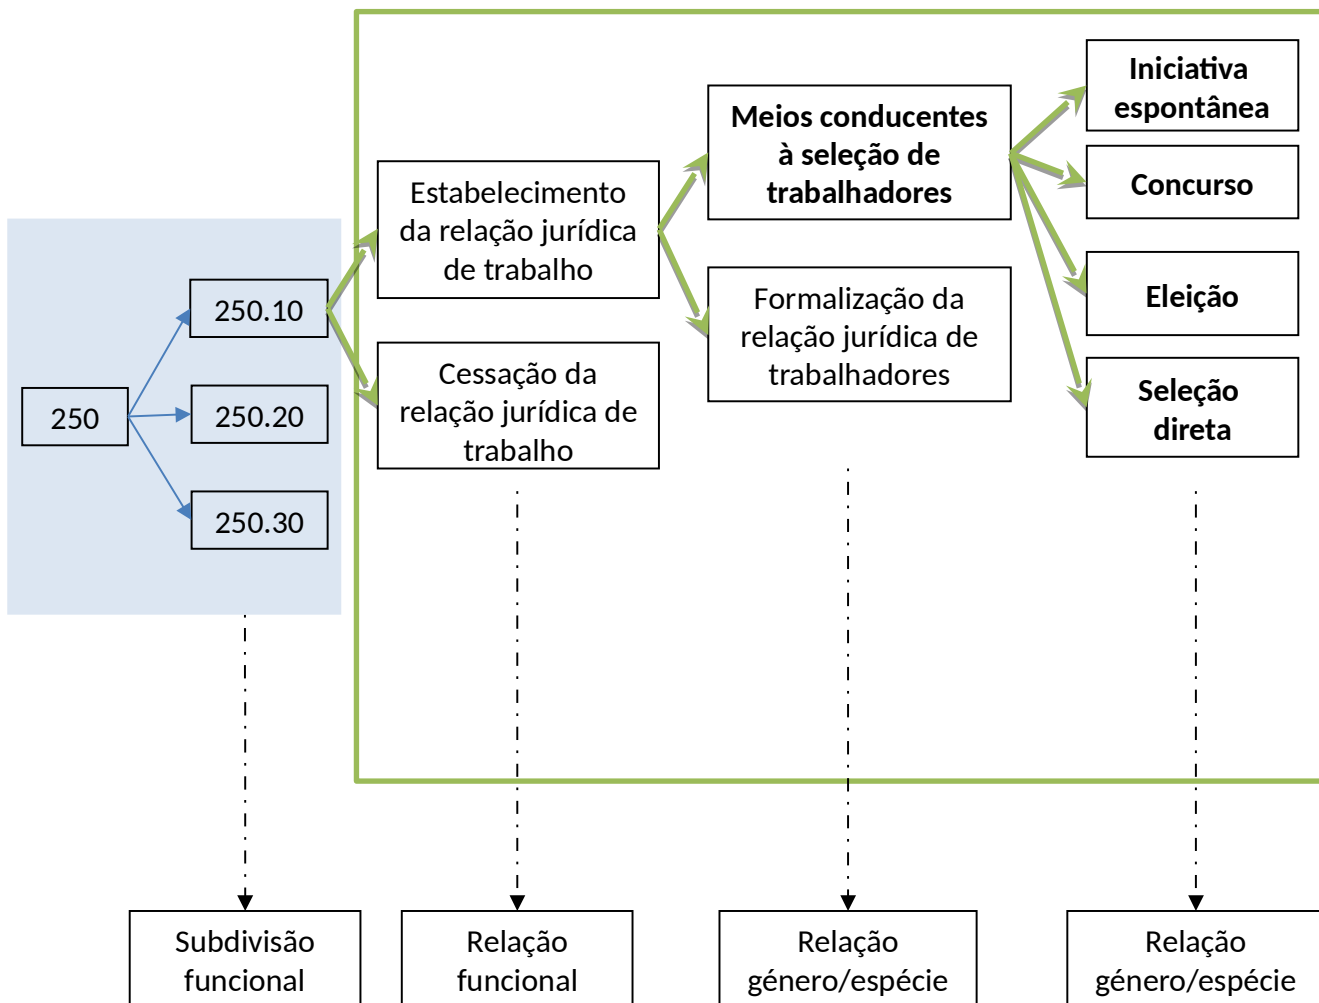 250
250.10
250.20
250.30
Estabelecimento
da relação jurídica
de trabalho
Cessação da
relação jurídica de
trabalho
Meios conducentes
à seleção de
trabalhadores
Formalização da
relação jurídica de
trabalhadores
Iniciativa
espontânea
Concurso
Eleição
Seleção
direta
Subdivisão
funcional
Relação
funcional
Relação
género/espécie
Relação
género/espécie